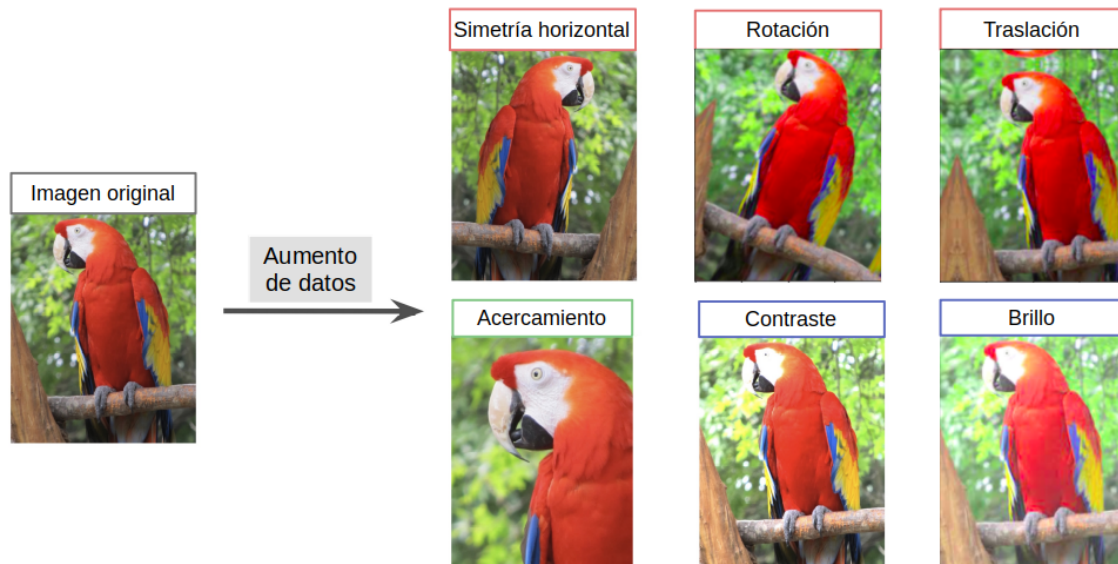 Imagen original
Aumento
de datos
Simetría horizontal
Rotación
Traslación
Acercamiento
Contraste
Brillo